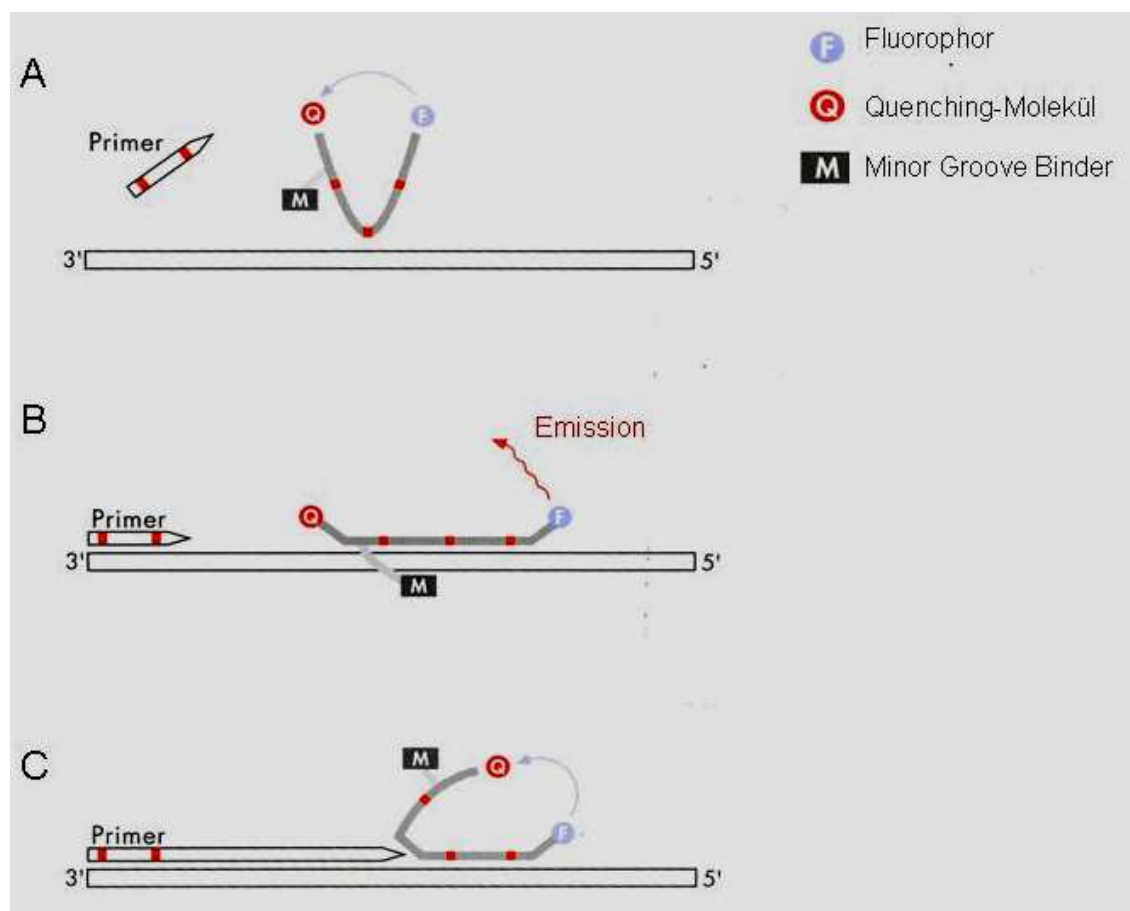 A
Primer
Q
F
M
3'
5'
F Fluorophor
Q Quenching-Molekül
M Minor Groove Binder
B
Emission
Primer
Q
F
3'
5'
M
C
M
Q
Primer
F
3'
5'